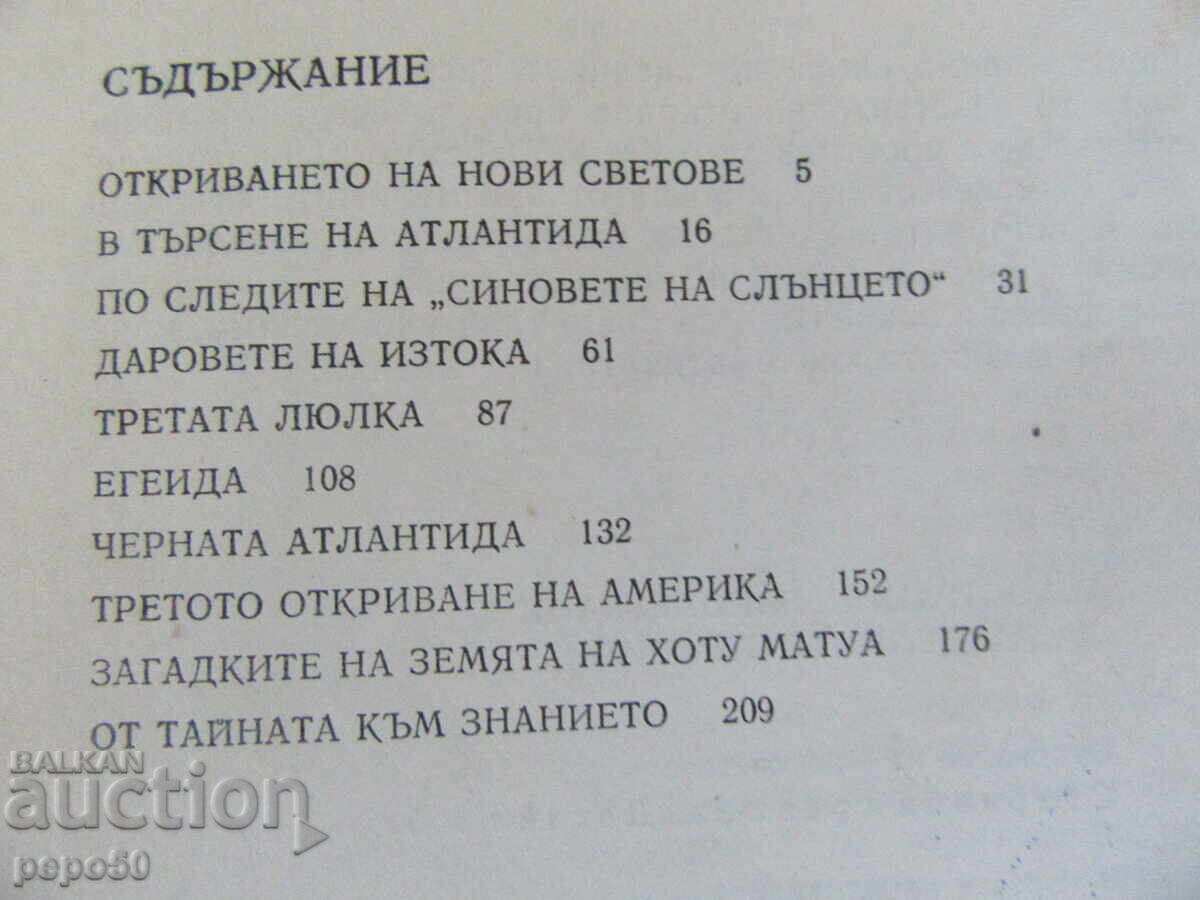 СЪДЪРЖАНИЕ
ОТКРИВАНЕТО НА НОВИ СВЕТОВЕ 5
В ТЪРСЕНЕ НА АТЛАНТИДА 16
ПО СЛЕДИТЕ НА „СИНОВЕТЕ НА СЛЪНЦЕТО“ 31
ДАРОВЕТЕ НА ИЗТОКА 61
ТРЕТАТА ЛЮЛКА 87
ЕГЕИДА 108
ЧЕРНАТА АТЛАНТИДА 132
ТРЕТОТО ОТКРИВАНЕ НА АМЕРИКА 152
ЗАГАДКИТЕ НА ЗЕМЯТА НА ХОТУ МАТУА 176
ОТ ТАЙНАТА КЪМ ЗНАНИЕТО 209
BALKAN
auction
pepo50